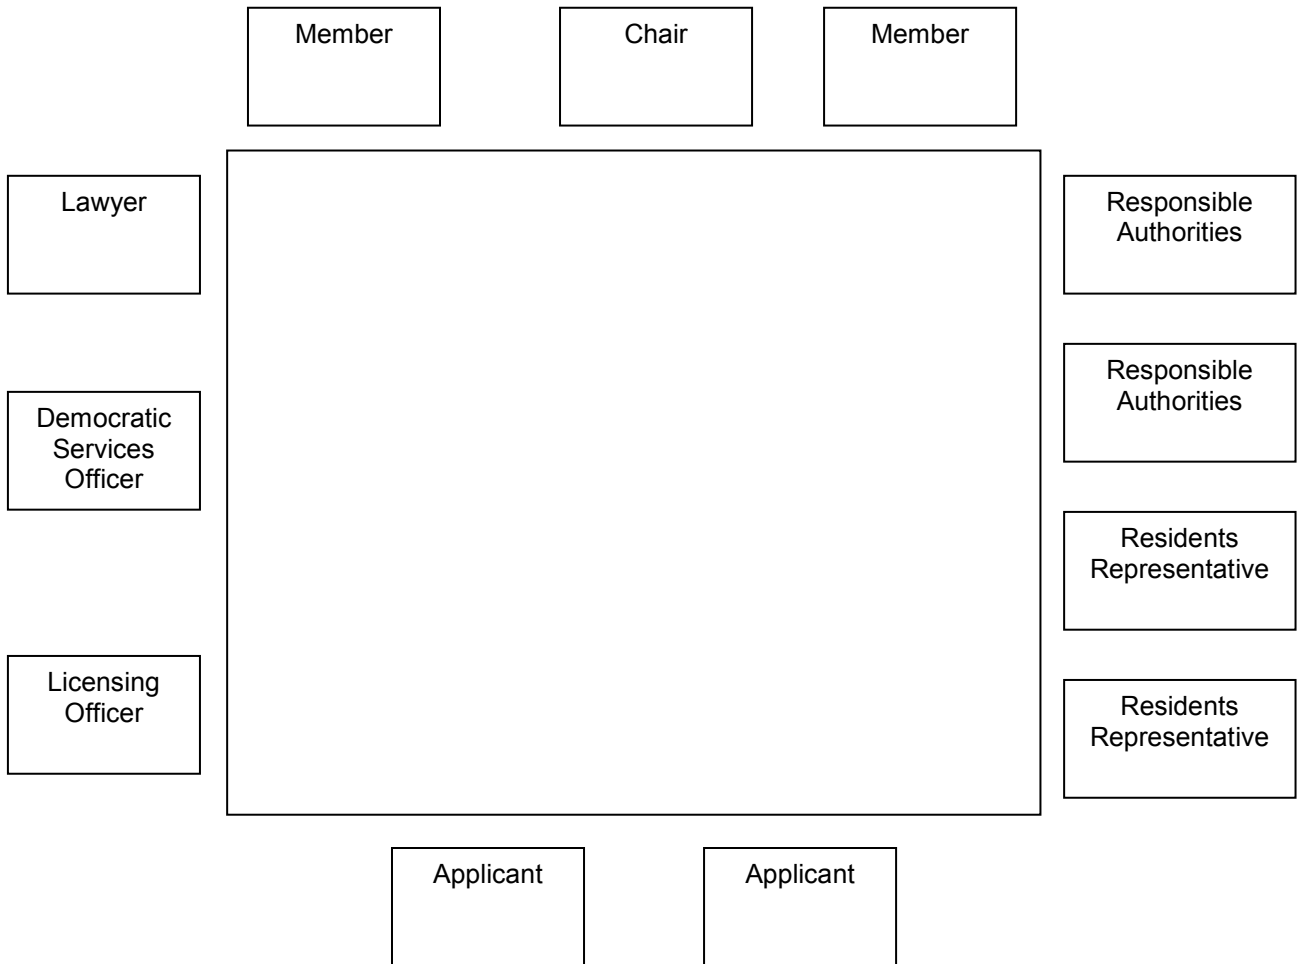 Member
Chair
Member
Lawyer
Responsible
Authorities
Democratic
Services
Officer
Responsible
Authorities
Residents
Representative
Licensing
Officer
Residents
Representative
Applicant
Applicant